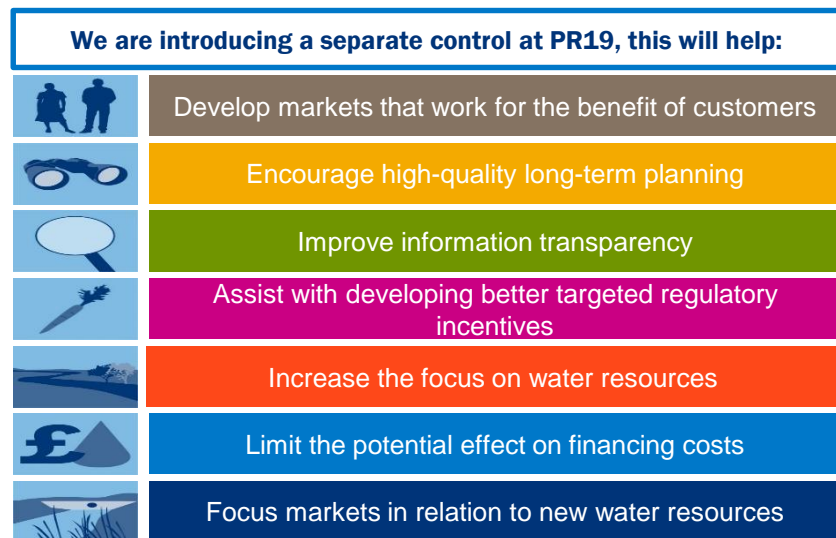 We are introducing a separate control at PR19, this will help:
Develop markets that work for the benefit of customers
Encourage high-quality long-term planning
Improve information transparency
Assist with developing better targeted regulatory
incentives
Increase the focus on water resources
£
Limit the potential effect on financing costs
Focus markets in relation to new water resources